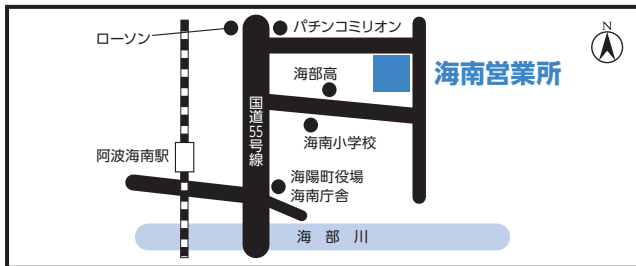 ローソン
パチンコミリオン
N
海部高
海南営業所
国道55号線
海南小学校
阿波海南駅
海陽町役場
海南庁舎
海部川